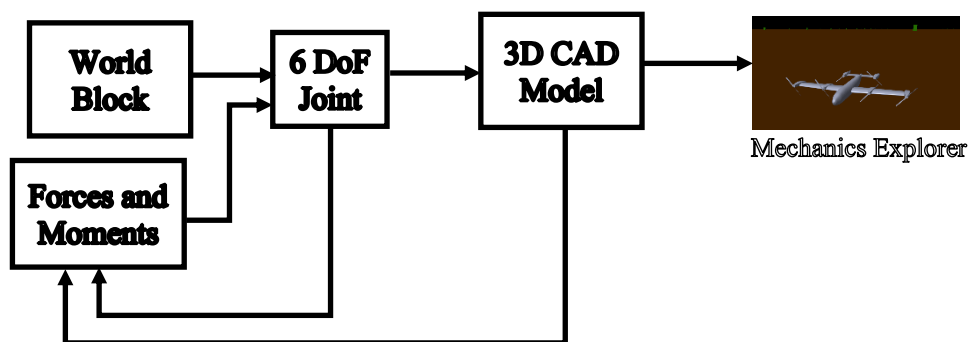 World
Block
6 DoF
Joint
3D CAD
Model
Mechanics Explorer
Forces and
Moments